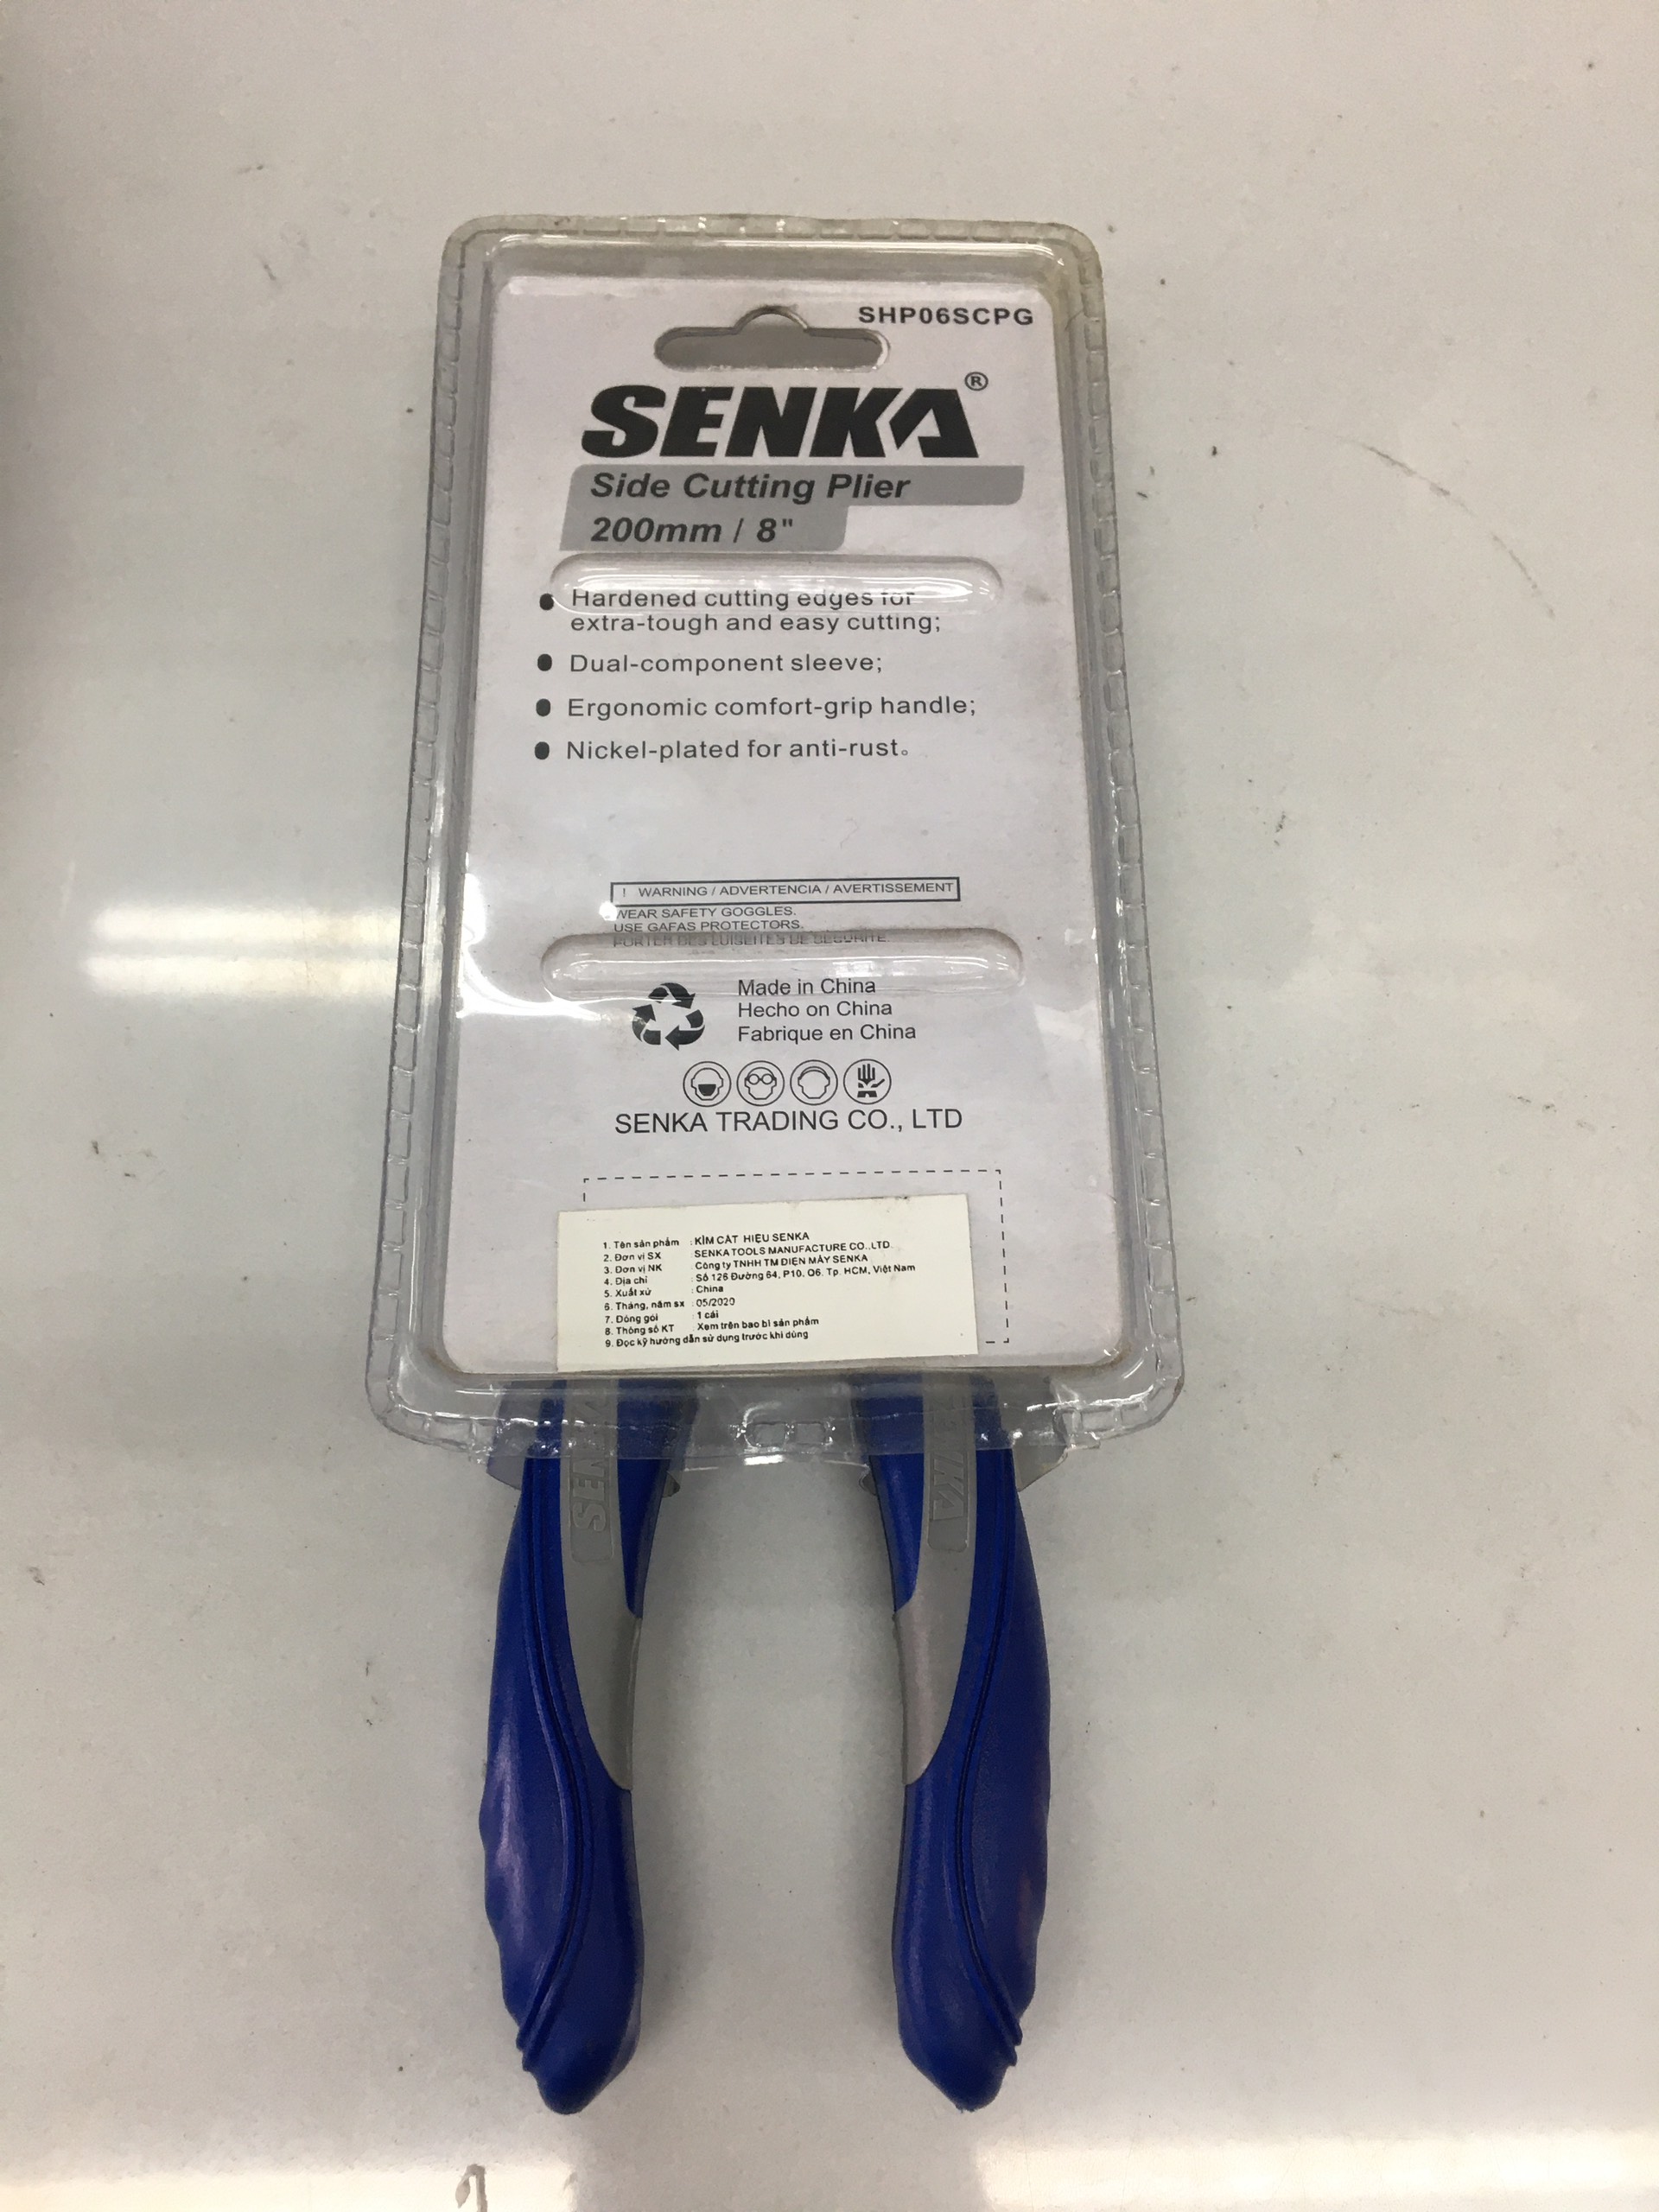 SHP06SCPG
SENKA®
Side Cutting Plier
200mm / 8"
● Hardened cutting edges for
extra-tough and easy cutting;
● Dual-component sleeve;
● Ergonomic comfort-grip handle;
● Nickel-plated for anti-rust。
! WARNING / ADVERTENCIA / AVERTISSEMENT
WEAR SAFETY GOGGLES.
USE GAFAS PROTECTORS.
PORTER DES DE SECURITE.
Made in China
Hecho on China
Fabrique en China
SENKA TRADING CO., LTD
1. Tên sản phẩm : KÌM CẮT HIỆU SENKA
2. Đơn vị SX : SENKA TOOLS MANUFACTURE CO.,LTD
3. Đơn vị NK : Công ty TNHH TM ĐIỆN MÁY SENKA
4. Địa chỉ : Số 126 Đường 64, P10, Q6, Tp. HCM, Việt Nam
5. Xuất xứ : China
6. Tháng, năm sx : 05/2020
7. Đóng gói : 1 cái
8. Thông số KT : Xem trên bao bì sản phẩm
9. Đọc kỹ hướng dẫn sử dụng trước khi dùng